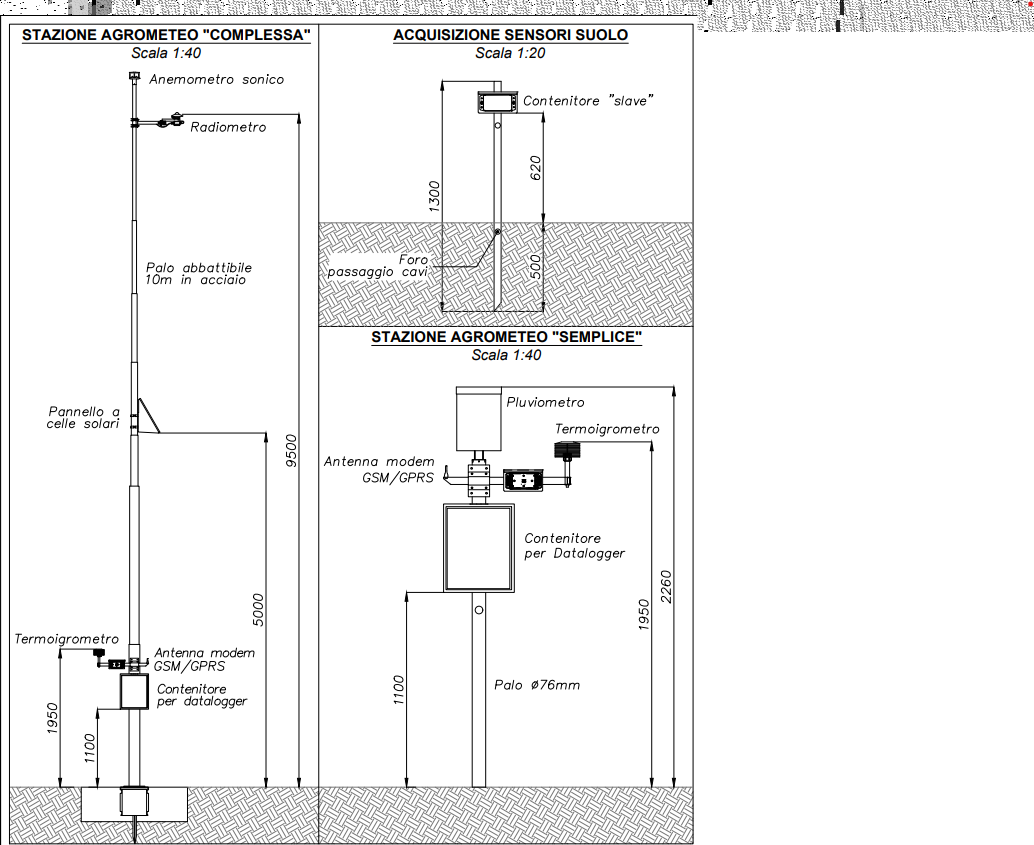 STAZIONE AGROMETEO "COMPLESSA"
Scala 1:40
Anemometro sonico
Radiometro
Palo abbattibile
10m in acciaio
Pannello a
celle solari
9500
5000
Termoigrometro
Antenna modem
GSM/GPRS
Contenitore
per datalogger
1950
1100
ACQUISIZIONE SENSORI SUOLO
Scala 1:20
Contenitore "slave"
1300
620
Foro
passaggio cavi
500
STAZIONE AGROMETEO "SEMPLICE"
Scala 1:40
Pluviometro
Termoigrometro
Antenna modem
GSM/GPRS
Contenitore
per Datalogger
2260
1950
1100
Palo Ø76mm